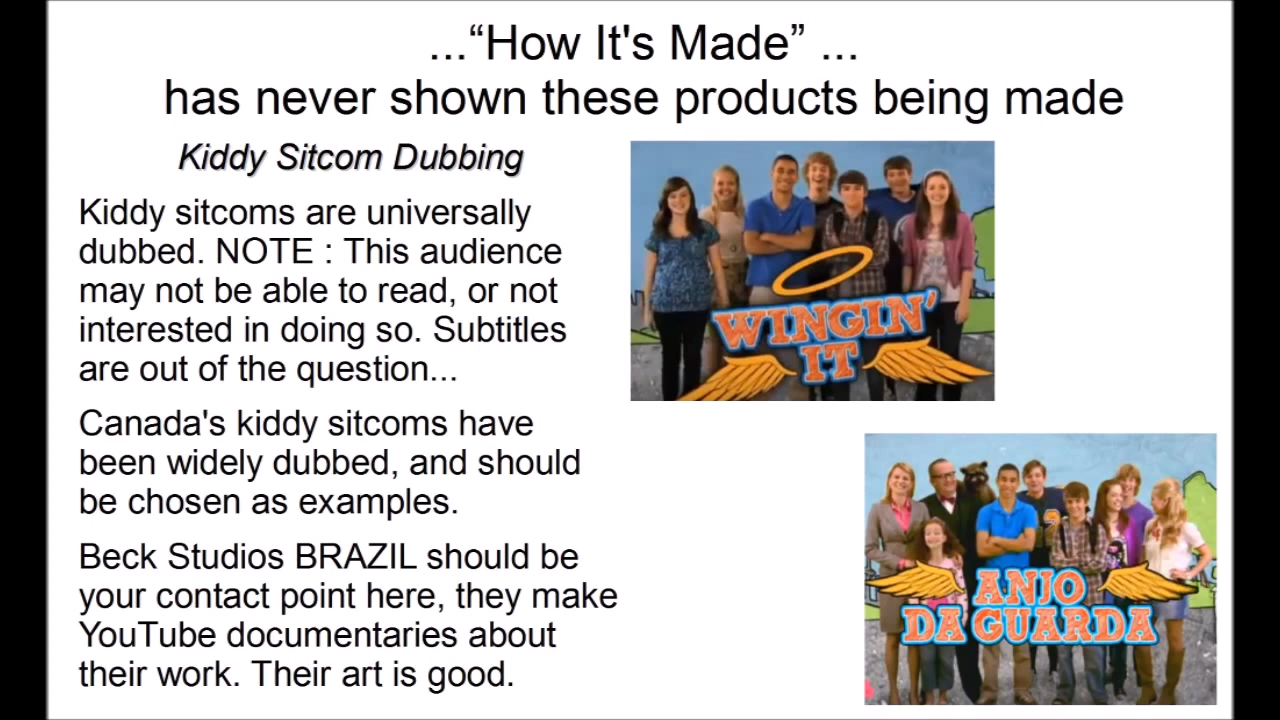 ...“How It's Made” ...
has never shown these products being made
Kiddy Sitcom Dubbing
Kiddy sitcoms are universally
dubbed. NOTE : This audience
may not be able to read, or not
interested in doing so. Subtitles
are out of the question...
Canada's kiddy sitcoms have
been widely dubbed, and should
be chosen as examples.
Beck Studios BRAZIL should be
your contact point here, they make
YouTube documentaries about
their work. Their art is good.
WINGIN'
IT
ANJO
DA GUARDA